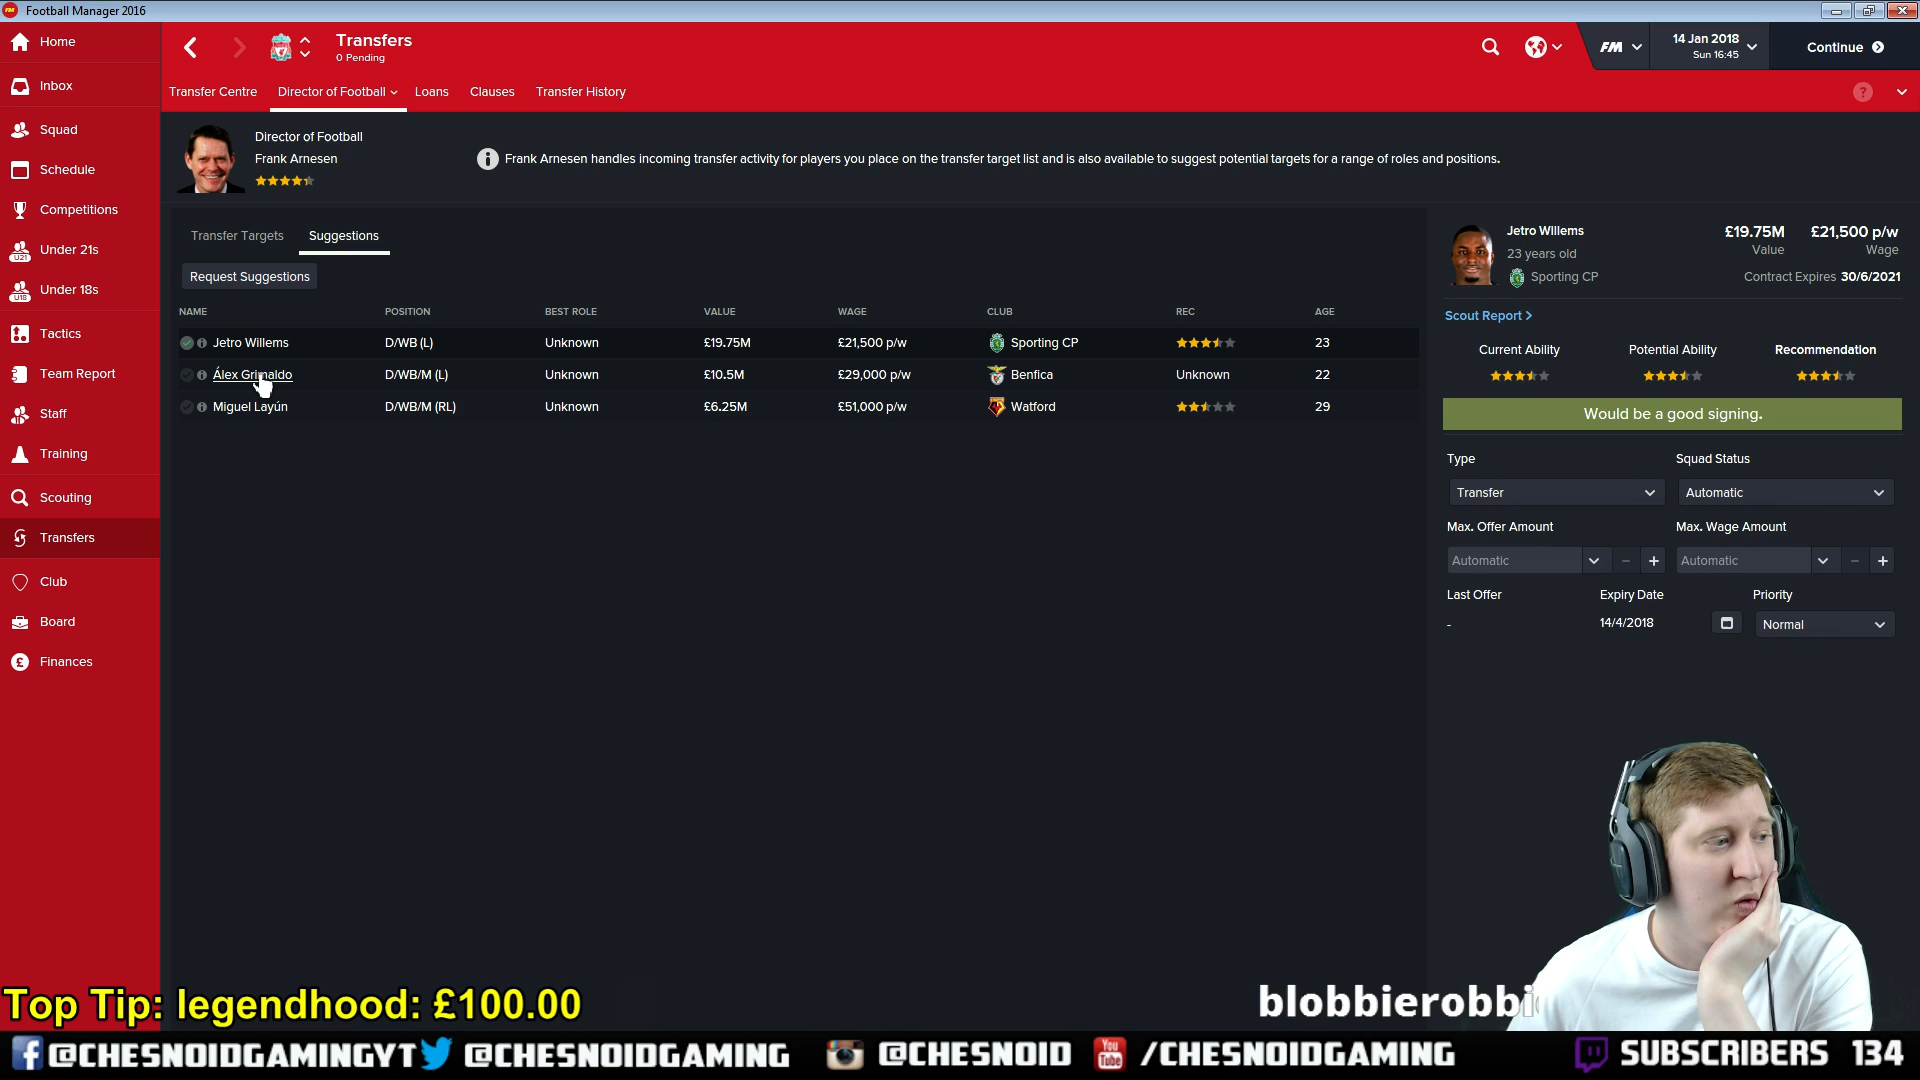 Football Manager 2016
Home
Inbox
Squad
Schedule
Competitions
Under 21s
Under 18s
Tactics
Team Report
Staff
Training
Scouting
Transfers
Club
Board
Finances
Transfers
0 Pending
FM
14 Jan 2018
Sun 16:45
Continue
Transfer Centre Director of Football Loans Clauses Transfer History
Director of Football
Frank Arnesen
Frank Arnesen handles incoming transfer activity for players you place on the transfer target list and is also available to suggest potential targets for a range of roles and positions.
Transfer Targets Suggestions
Request Suggestions
NAME POSITION BEST ROLE VALUE WAGE CLUB REC AGE
Jetro Willems D/WB (L) Unknown £19.75M £21,500 p/w Sporting CP 23
Álex Grimaldo D/WB/M (L) Unknown £10.5M £29,000 p/w Benfica Unknown 22
Miguel Layún D/WB/M (RL) Unknown £6.25M £51,000 p/w Watford 29
Jetro Willems £19.75M £21,500 p/w
23 years old Value Wage
Sporting CP Contract Expires 30/6/2021
Scout Report
Current Ability Potential Ability Recommendation
Would be a good signing.
Type Squad Status
Transfer Automatic
Max. Offer Amount Max. Wage Amount
Automatic - + Automatic - +
Last Offer Expiry Date Priority
- 14/4/2018 Normal
Top Tip: legendhood: £100.00
blobbierobbi
@CHESNOIDGAMINGYT @CHESNOIDGAMING @CHESNOID /CHESNOIDGAMING SUBSCRIBERS 134